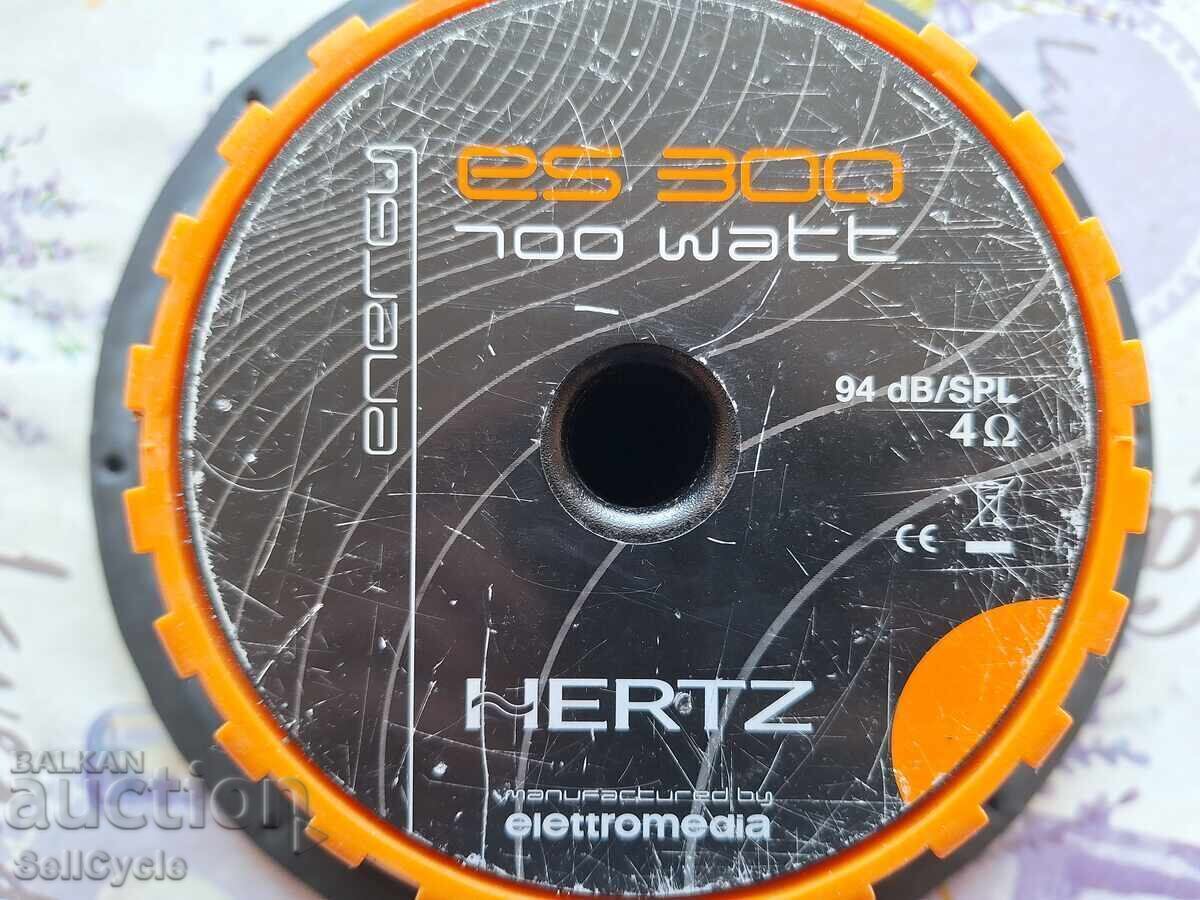 energy
es 300
700 watt
94 dB/SPL
4Ω
CE
HERTZ
manufactured by
elettromedia
BALKAN
auction
SellCycle